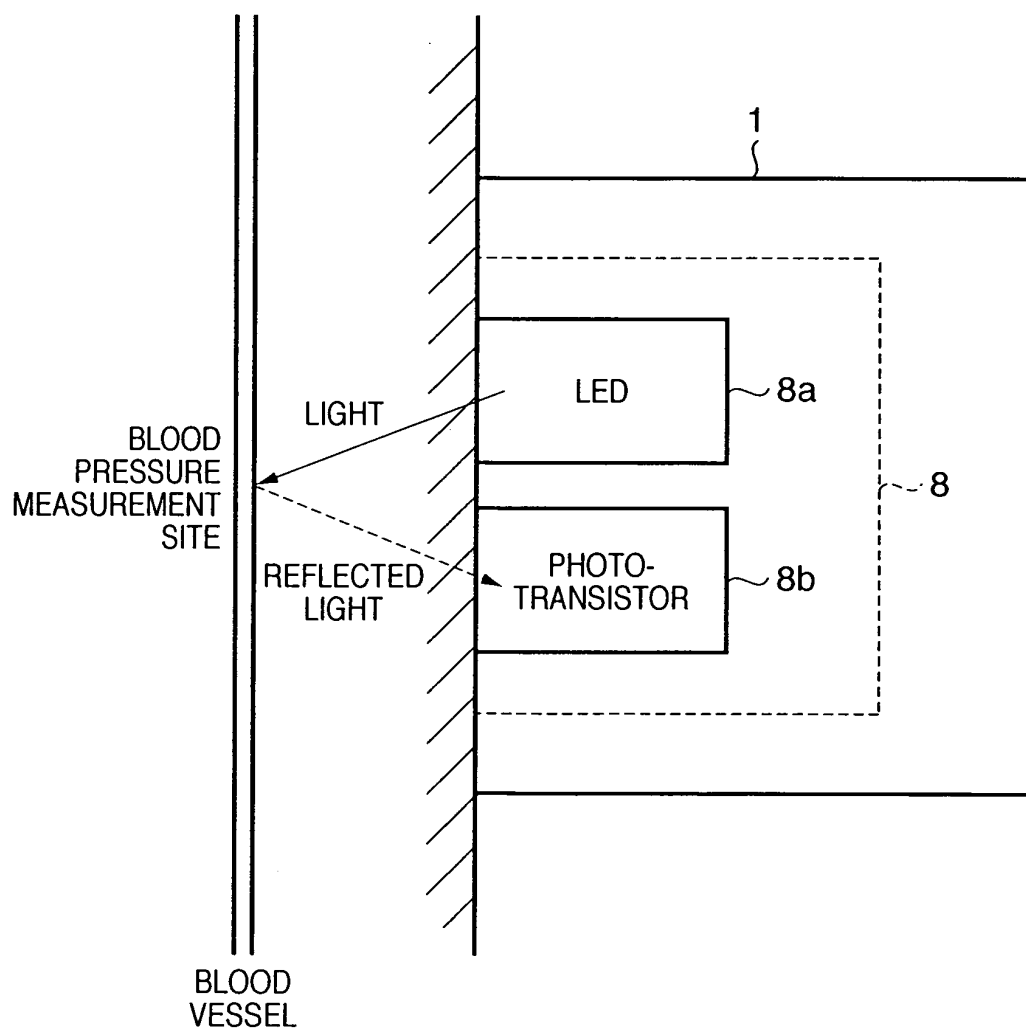 1
LED
8a
LIGHT
BLOOD
PRESSURE
MEASUREMENT
SITE
8
PHOTO-
TRANSISTOR
8b
REFLECTED
LIGHT
BLOOD
VESSEL